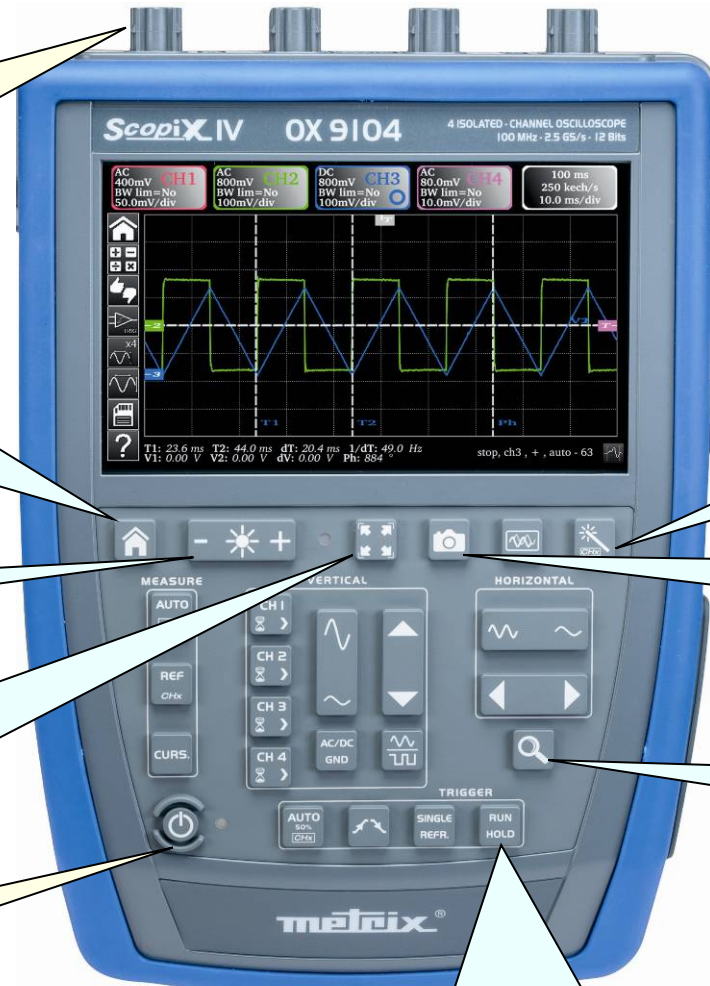 ScopiX IV OX 9104 4 ISOLATED - CHANNEL OSCILLOSCOPE
100 MHz - 2.5 GS/s - 12 Bits
AC
400mV CH1
BW lim=No
50.0mV/div
AC
800mV CH2
BW lim=No
100mV/div
DC
800mV CH3
BW lim=No
100mV/div
AC
80.0mV CH4
BW lim=No
10.0mV/div
100 ms
250 kech/s
10.0 ms/div
x4
2
3
V3
T
T1 T2 Ph
?
T1: 23.6 ms T2: 44.0 ms dT: 20.4 ms 1/dT: 49.0 Hz
V1: 0.00 V V2: 0.00 V dV: 0.00 V Ph: 884 °
stop, ch3 , + , auto - 63
- +
CHx
MEASURE
AUTO
REF
CHx
CURS.
VERTICAL
CH 1
CH 2
CH 3
CH 4
AC/DC
GND
HORIZONTAL
TRIGGER
AUTO
50%
CHx
SINGLE
REFR.
RUN
HOLD
metrix ®